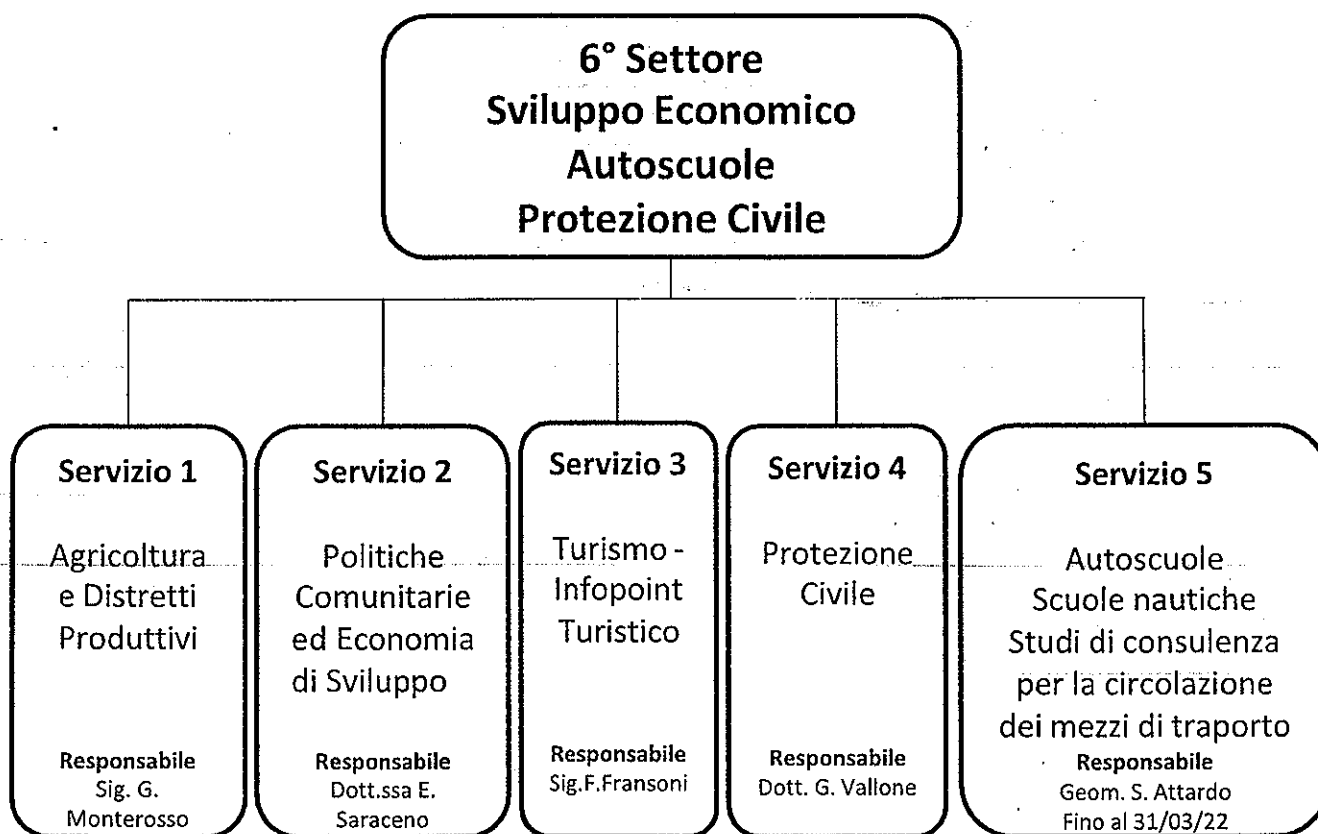 6° Settore
Sviluppo Economico
Autoscuole
Protezione Civile
Servizio 1
Agricoltura
e Distretti
Produttivi
Responsabile
Sig. G.
Monterosso
Servizio 2
Politiche
Comunitarie
ed Economia
di Sviluppo
Responsabile
Dott.ssa E.
Saraceno
Servizio 3
Turismo -
Infopoint
Turistico
Responsabile
Sig.F.Fransoni
Servizio 4
Protezione
Civile
Responsabile
Dott. G. Vallone
Servizio 5
Autoscuole
Scuole nautiche
Studi di consulenza
per la circolazione
dei mezzi di traporto
Responsabile
Geom. S. Attardo
Fino al 31/03/22